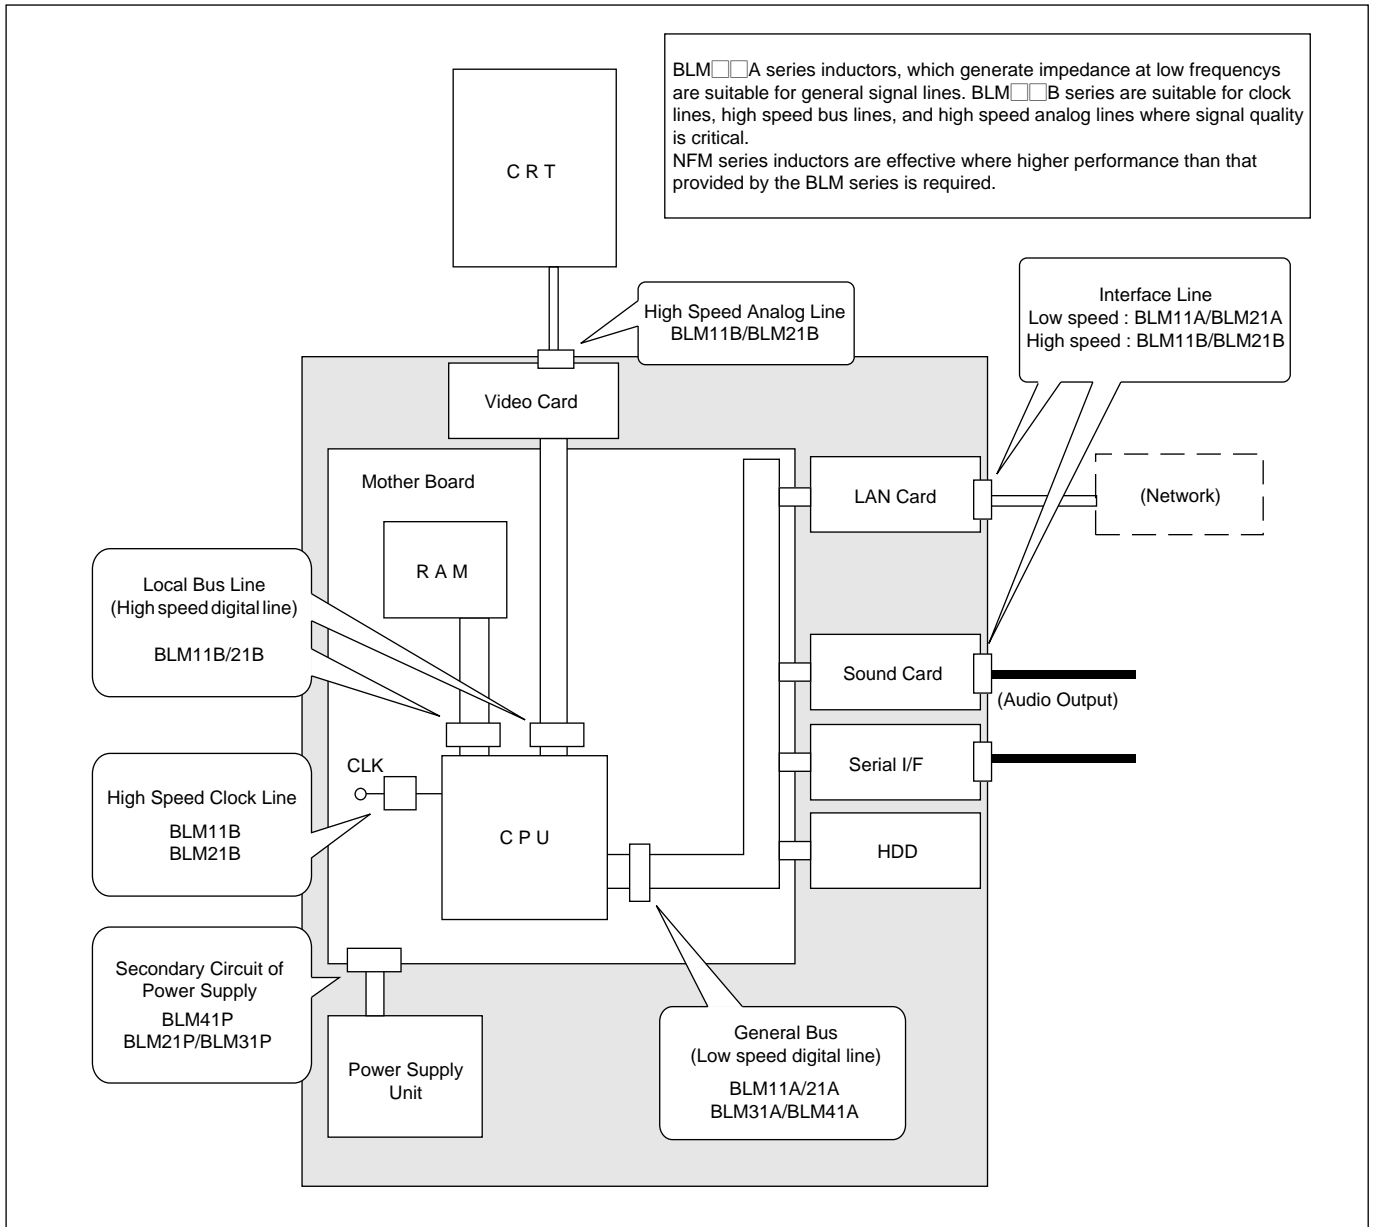 BLM□□A series inductors, which generate impedance at low frequencys
are suitable for general signal lines. BLM□□B series are suitable for clock
lines, high speed bus lines, and high speed analog lines where signal quality
is critical.
NFM series inductors are effective where higher performance than that
provided by the BLM series is required.
C R T
High Speed Analog Line
BLM11B/BLM21B
Interface Line
Low speed : BLM11A/BLM21A
High speed : BLM11B/BLM21B
Video Card
Mother Board
LAN Card
(Network)
R A M
Local Bus Line
(High speed digital line)
BLM11B/21B
Sound Card
(Audio Output)
Serial I/F
CLK
High Speed Clock Line
BLM11B
BLM21B
C P U
HDD
Secondary Circuit of
Power Supply
BLM41P
BLM21P/BLM31P
Power Supply
Unit
General Bus
(Low speed digital line)
BLM11A/21A
BLM31A/BLM41A